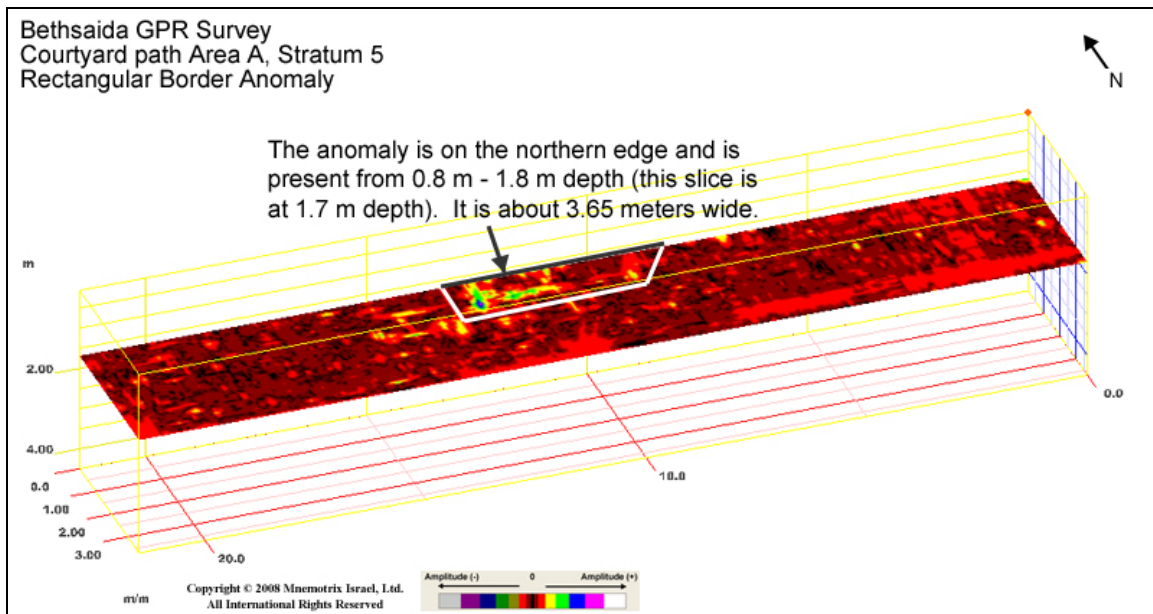 Bethsaida GPR Survey
Courtyard path Area A, Stratum 5
Rectangular Border Anomaly
N
The anomaly is on the northern edge and is
present from 0.8 m - 1.8 m depth (this slice is
at 1.7 m depth). It is about 3.65 meters wide.
m
2.00
4.00
0.0
1.00
2.00
3.00
20.0
10.0
0.0
m/m
Copyright © 2008 Mnemotrix Israel, Ltd.
All International Rights Reserved
Amplitude (-) 0 Amplitude (+)